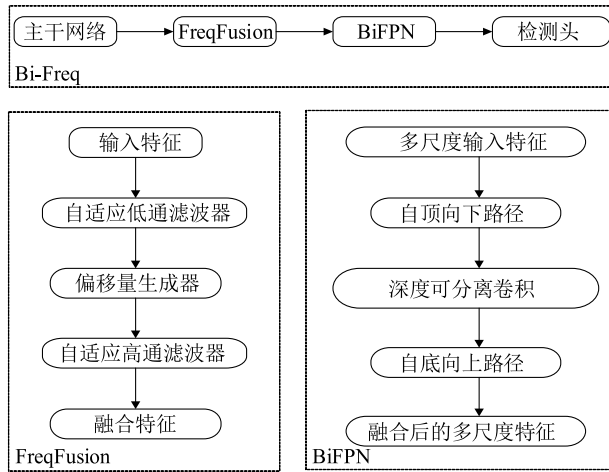 主干网络
FreqFusion
BiFPN
检测头
Bi-Freq
输入特征
自适应低通滤波器
偏移量生成器
自适应高通滤波器
融合特征
FreqFusion
多尺度输入特征
自顶向下路径
深度可分离卷积
自底向上路径
融合后的多尺度特征
BiFPN